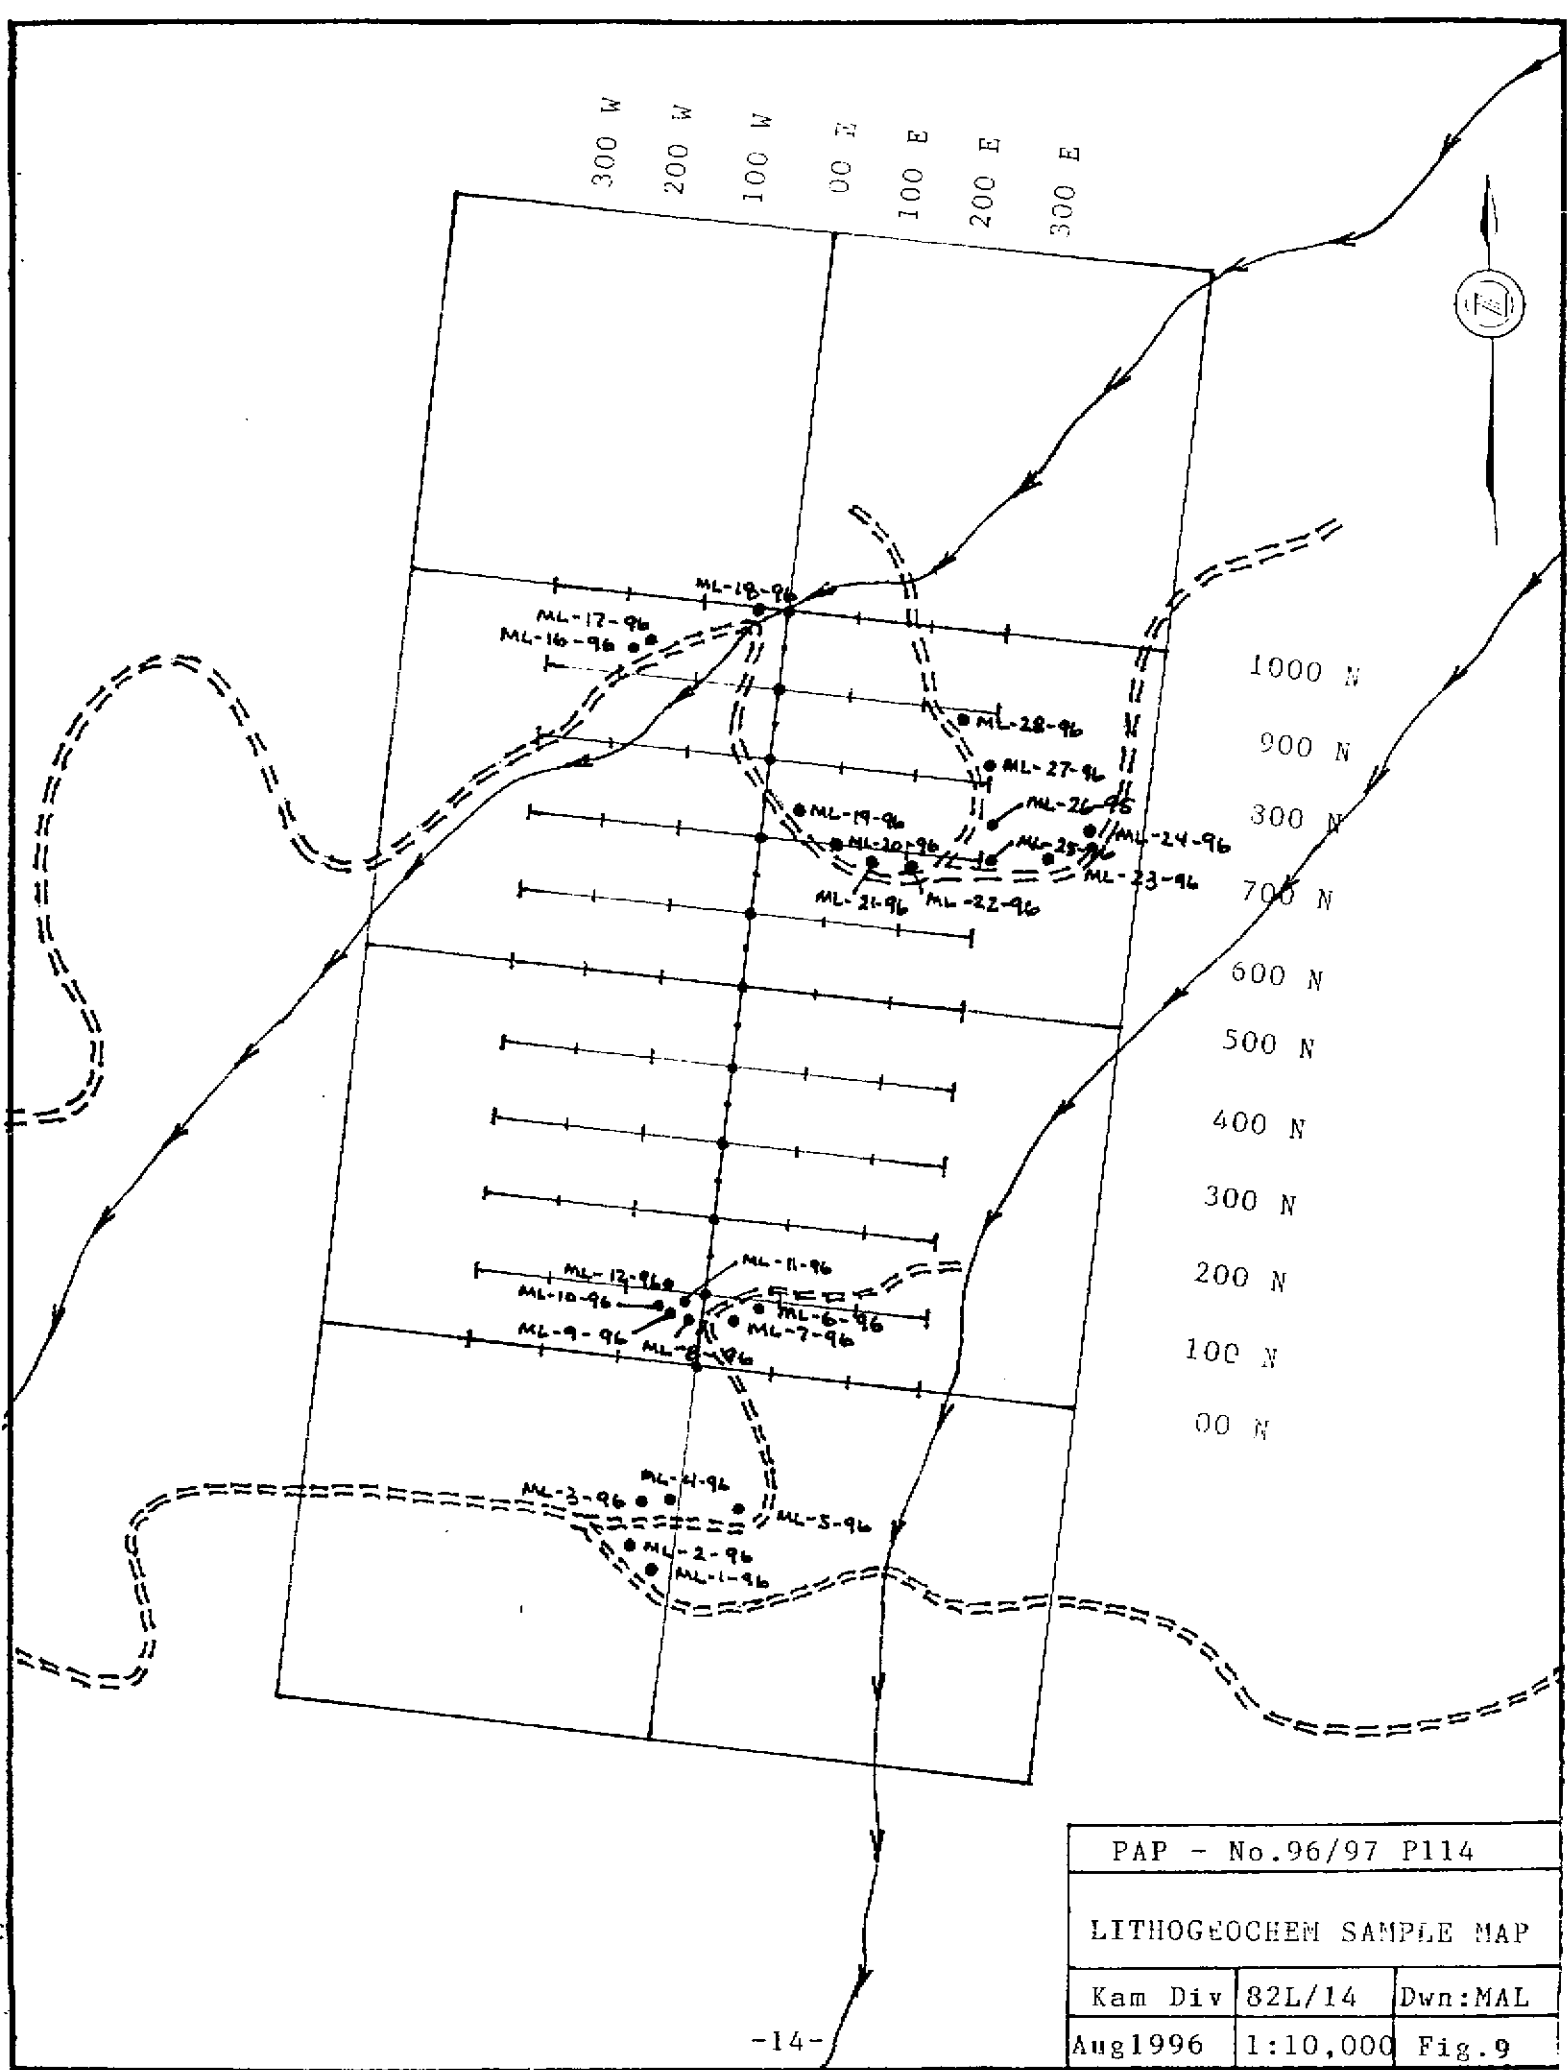 300 W
200 W
100 W
00 E
100 E
200 E
300 E
N
ML-18-96
ML-17-96
ML-16-96
1000 N
ML-28-96
900 N
ML-27-96
ML-26-95
ML-19-96
300 N
ML-20-96
ML-25-96
ML-24-96
ML-23-96
ML-21-96
ML-22-96
700 N
600 N
500 N
400 N
300 N
200 N
ML-11-96
ML-12-96
ML-10-96
ML-6-96
ML-9-96
ML-7-96
ML-8-96
100 N
00 N
ML-4-96
ML-3-96
ML-5-96
ML-2-96
ML-1-96
PAP - No.96/97 P114
LITHOGEOCHEM SAMPLE MAP
Kam Div 82L/14 Dwn:MAL
Aug1996 1:10,000 Fig.9
-14-